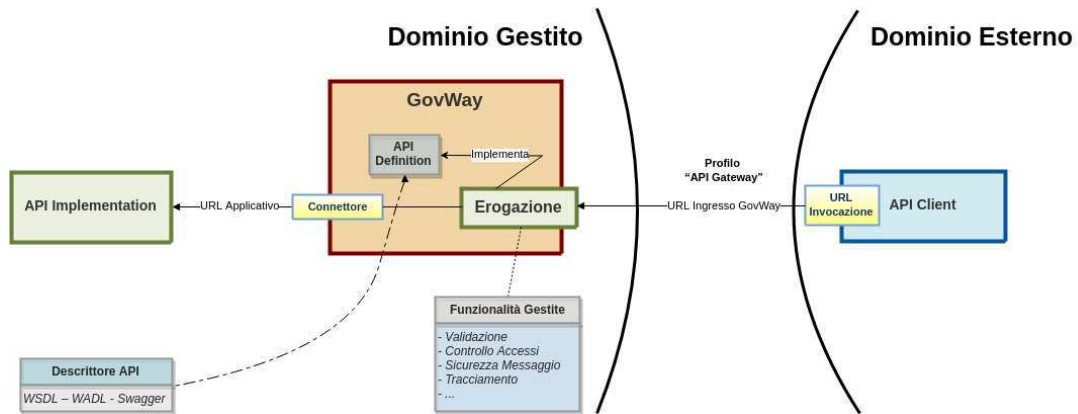 Dominio Gestito
Dominio Esterno
GovWay
API
Definition
Implementa
Profilo
“API Gateway”
API Implementation
URL Applicativo
Connettore
Erogazione
URL Ingresso GovWay
URL
Invocazione
API Client
Funzionalità Gestite
- Validazione
- Controllo Accessi
- Sicurezza Messaggio
- Tracciamento
- ...
Descrittore API
WSDL – WADL - Swagger